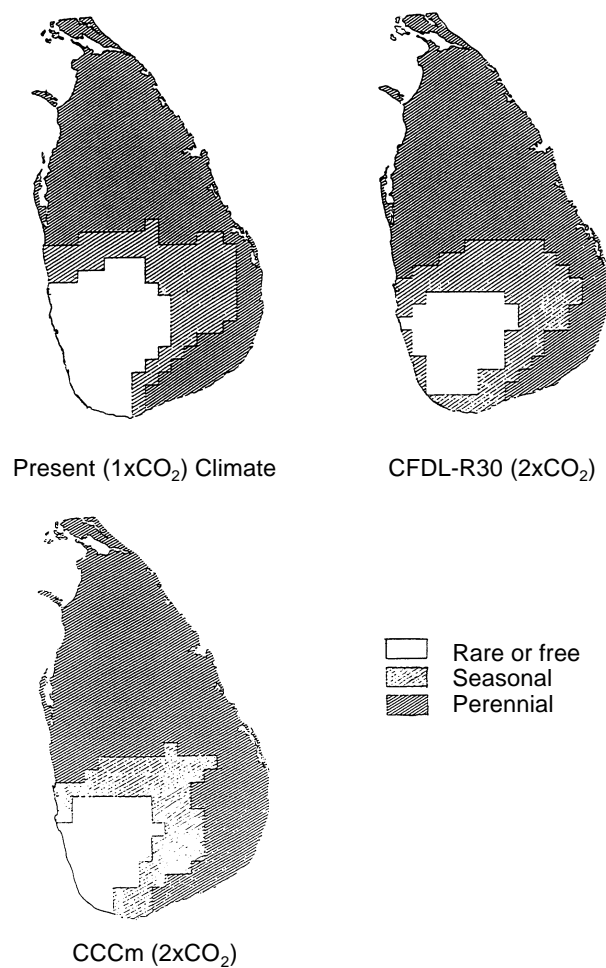 Present (1xCO₂) Climate
CFDL-R30 (2xCO₂)
Rare or free
Seasonal
Perennial
CCCm (2xCO₂)